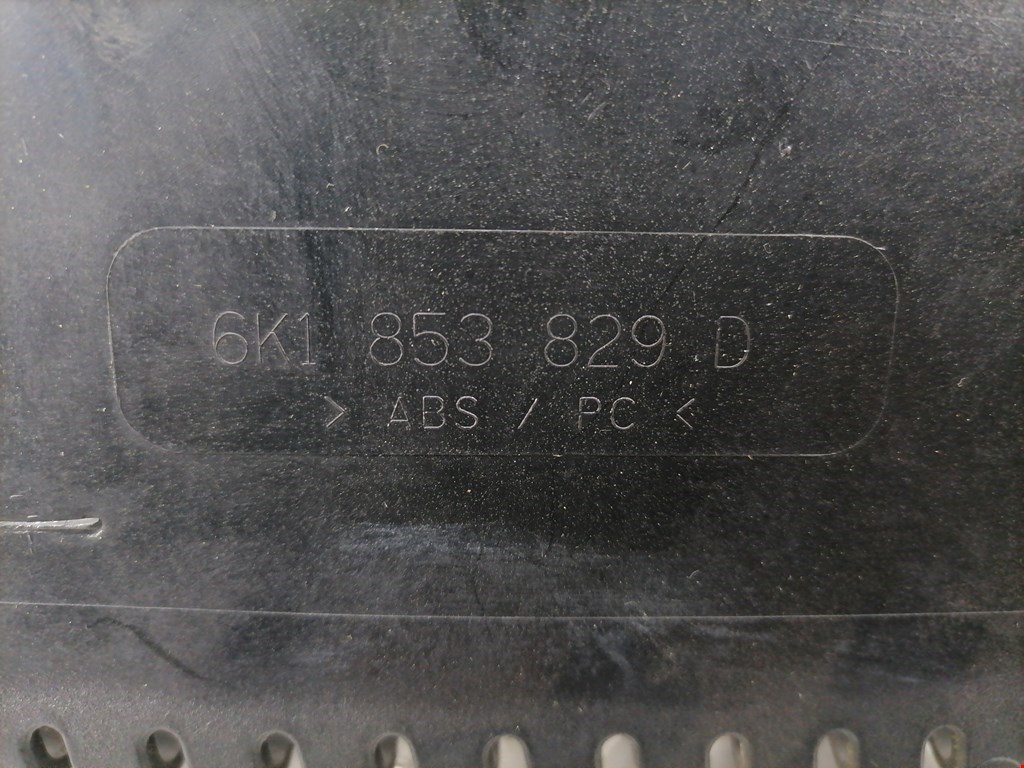 6K1 853 829 D
> ABS / PC <